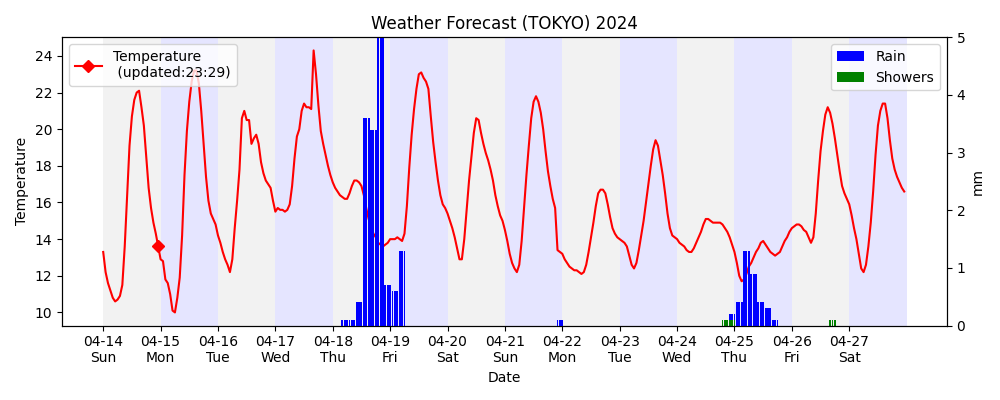 Weather Forecast (TOKYO) 2024
Temperature
(updated:23:29)
Rain
Showers
24
22
20
18
16
14
12
10
Temperature
5
4
3
2
1
0
mm
04-14 04-15 04-16 04-17 04-18 04-19 04-20 04-21 04-22 04-23 04-24 04-25 04-26 04-27
Sun Mon Tue Wed Thu Fri Sat Sun Mon Tue Wed Thu Fri Sat
Date